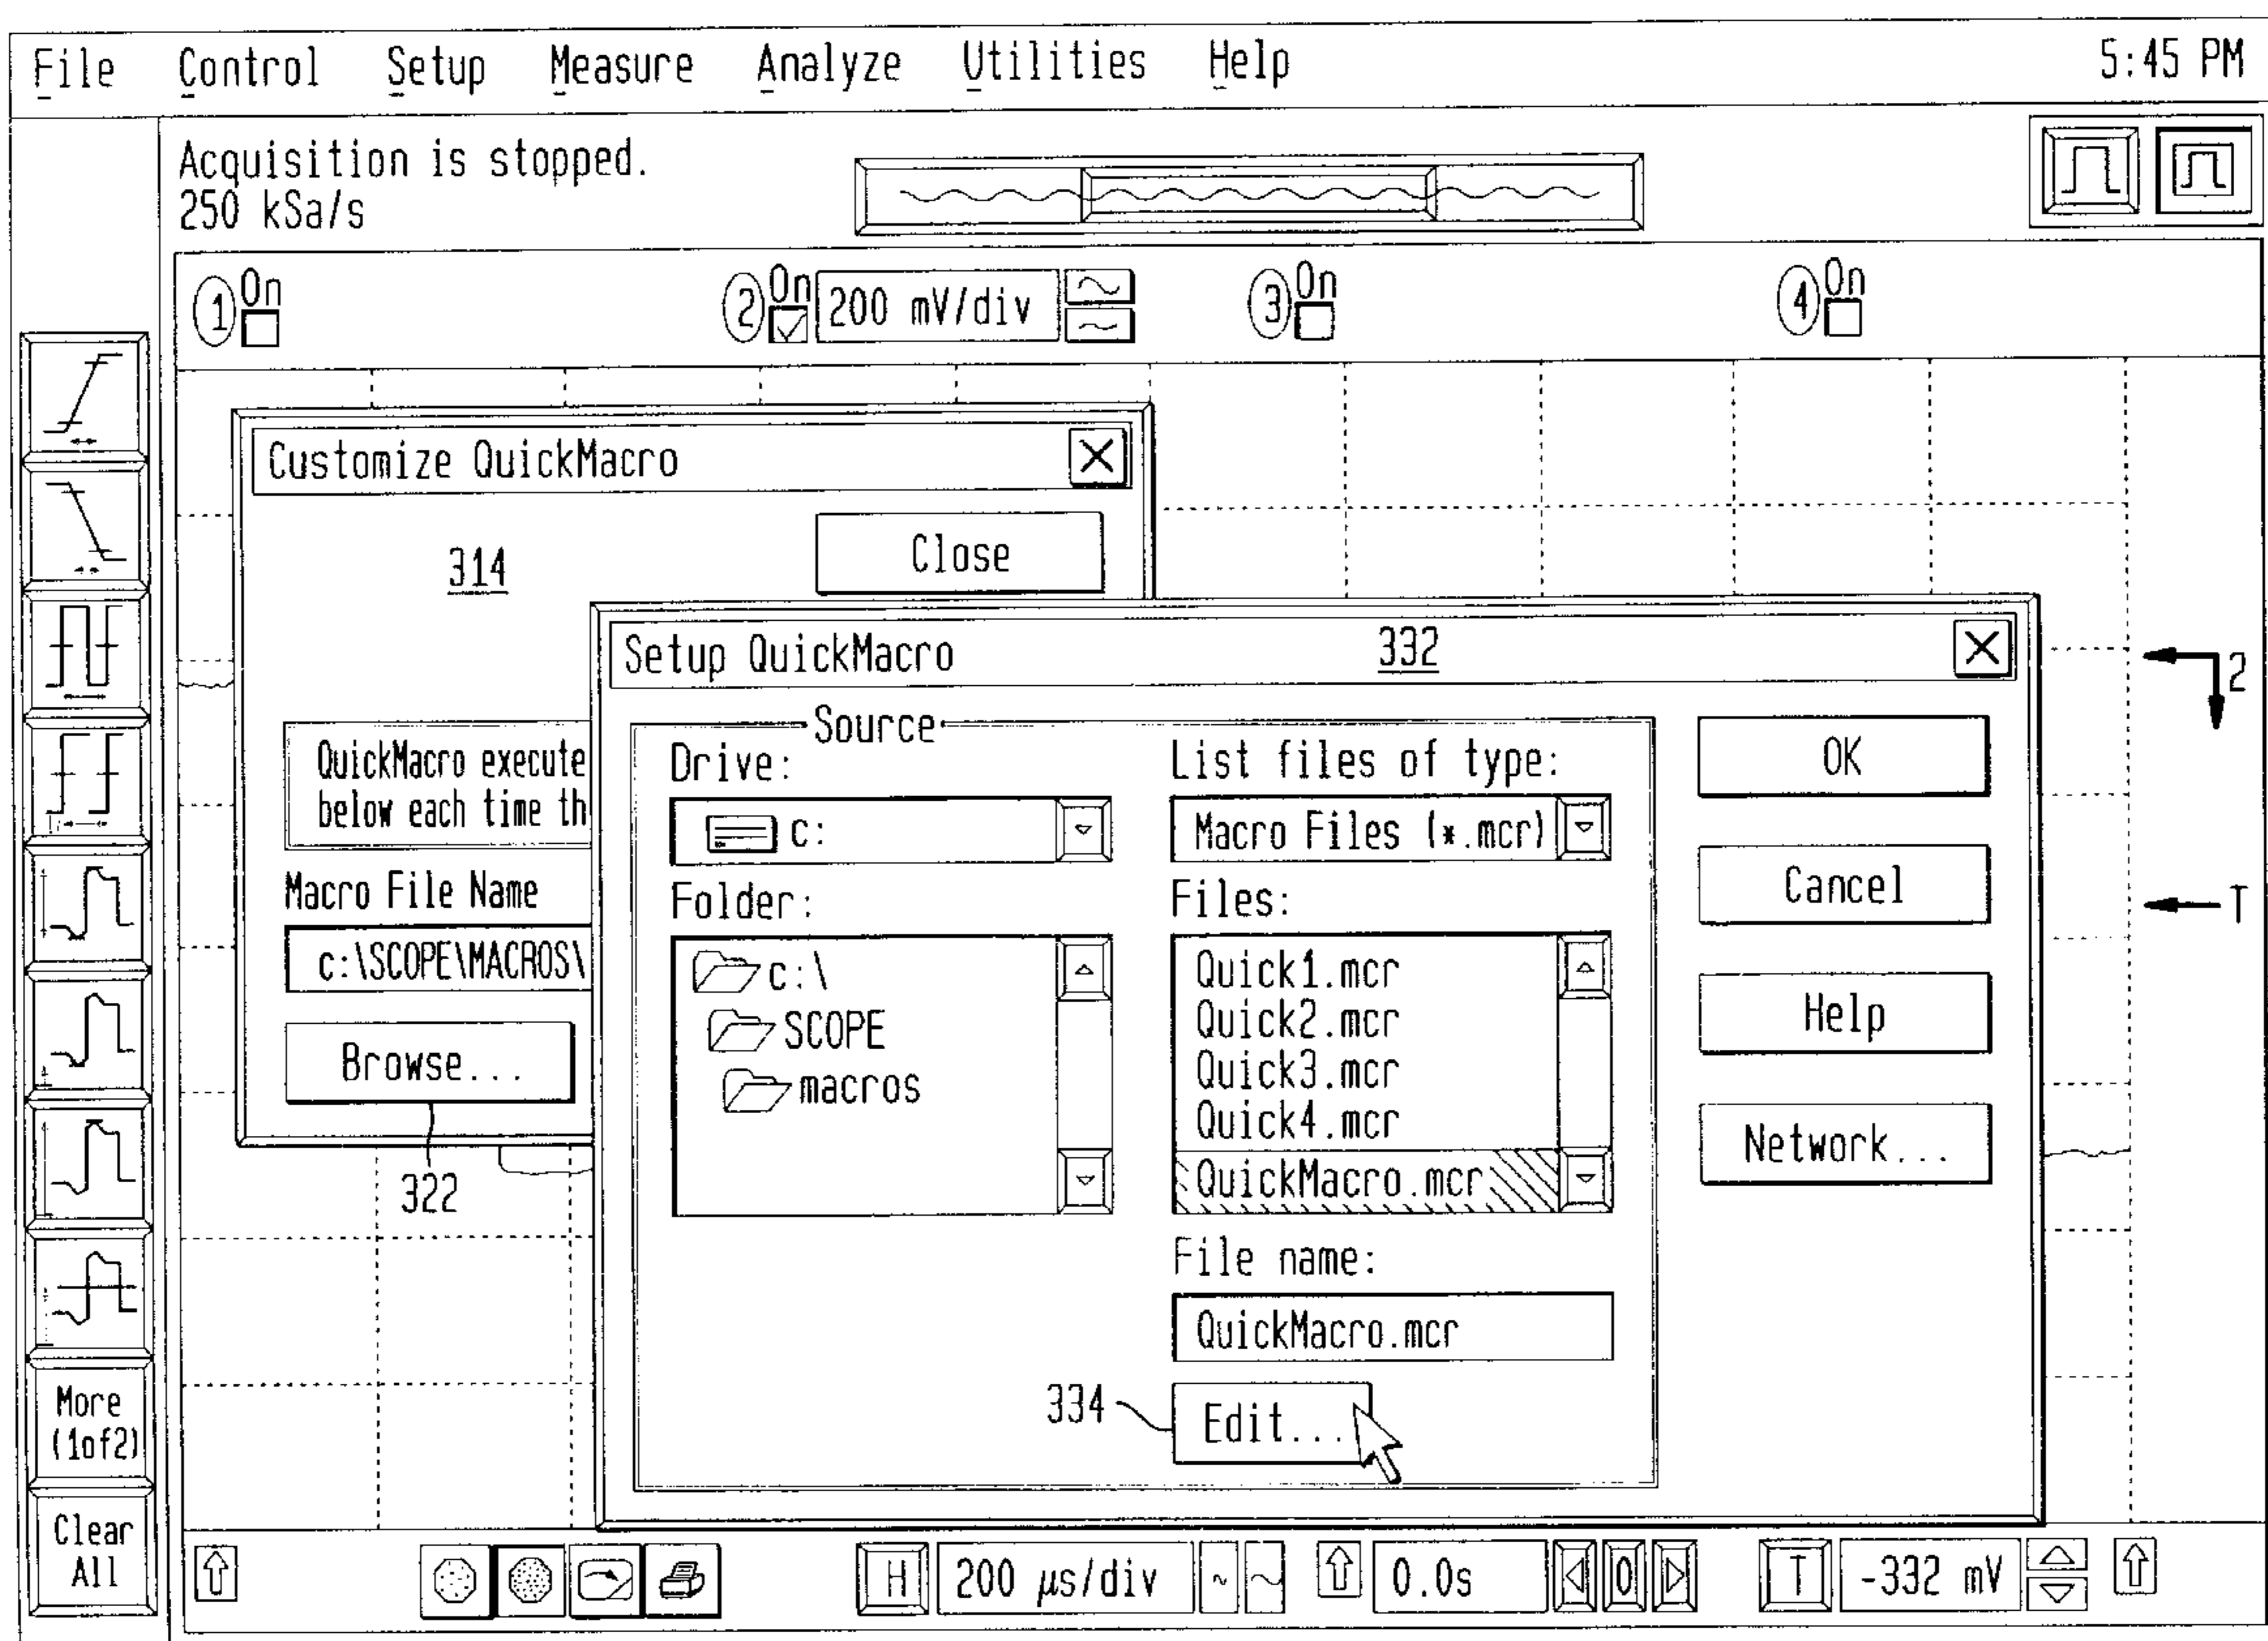 File Control Setup Measure Analyze Utilities Help 5:45 PM
Acquisition is stopped.
250 kSa/s
1 On
2 On 200 mV/div
3 On
4 On
Customize QuickMacro
314
Close
QuickMacro execute
below each time th
Macro File Name
c:\SCOPE\MACROS\
Browse...
322
Setup QuickMacro 332
Source
Drive:
c:
Folder:
c:\
SCOPE
macros
List files of type:
Macro Files (*.mcr)
Files:
Quick1.mcr
Quick2.mcr
Quick3.mcr
Quick4.mcr
QuickMacro.mcr
File name:
QuickMacro.mcr
334
Edit...
OK
Cancel
Help
Network...
2
T
More
(1of2)
Clear
All
H 200 µs/div 0.0s 0 T -332 mV